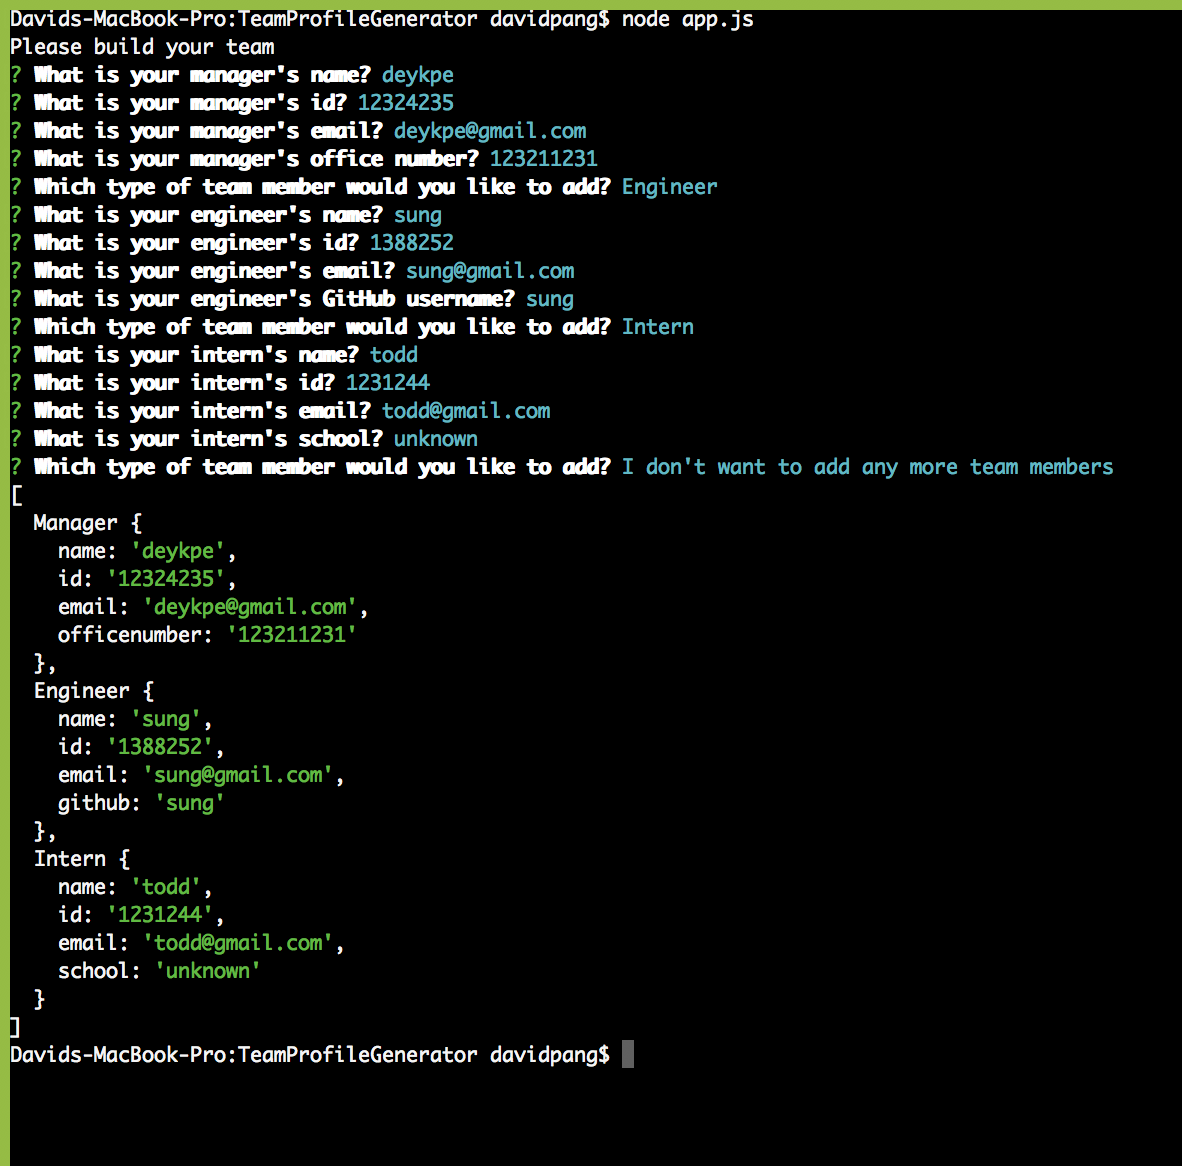 Davids-MacBook-Pro:TeamProfileGenerator davidpang$ node app.js
Please build your team
? What is your manager's name? deykpe
? What is your manager's id? 12324235
? What is your manager's email? deykpe@gmail.com
? What is your manager's office number? 123211231
? Which type of team member would you like to add? Engineer
? What is your engineer's name? sung
? What is your engineer's id? 1388252
? What is your engineer's email? sung@gmail.com
? What is your engineer's GitHub username? sung
? Which type of team member would you like to add? Intern
? What is your intern's name? todd
? What is your intern's id? 1231244
? What is your intern's email? todd@gmail.com
? What is your intern's school? unknown
? Which type of team member would you like to add? I don't want to add any more team members
[
  Manager {
    name: 'deykpe',
    id: '12324235',
    email: 'deykpe@gmail.com',
    officenumber: '123211231'
  },
  Engineer {
    name: 'sung',
    id: '1388252',
    email: 'sung@gmail.com',
    github: 'sung'
  },
  Intern {
    name: 'todd',
    id: '1231244',
    email: 'todd@gmail.com',
    school: 'unknown'
  }
]
Davids-MacBook-Pro:TeamProfileGenerator davidpang$